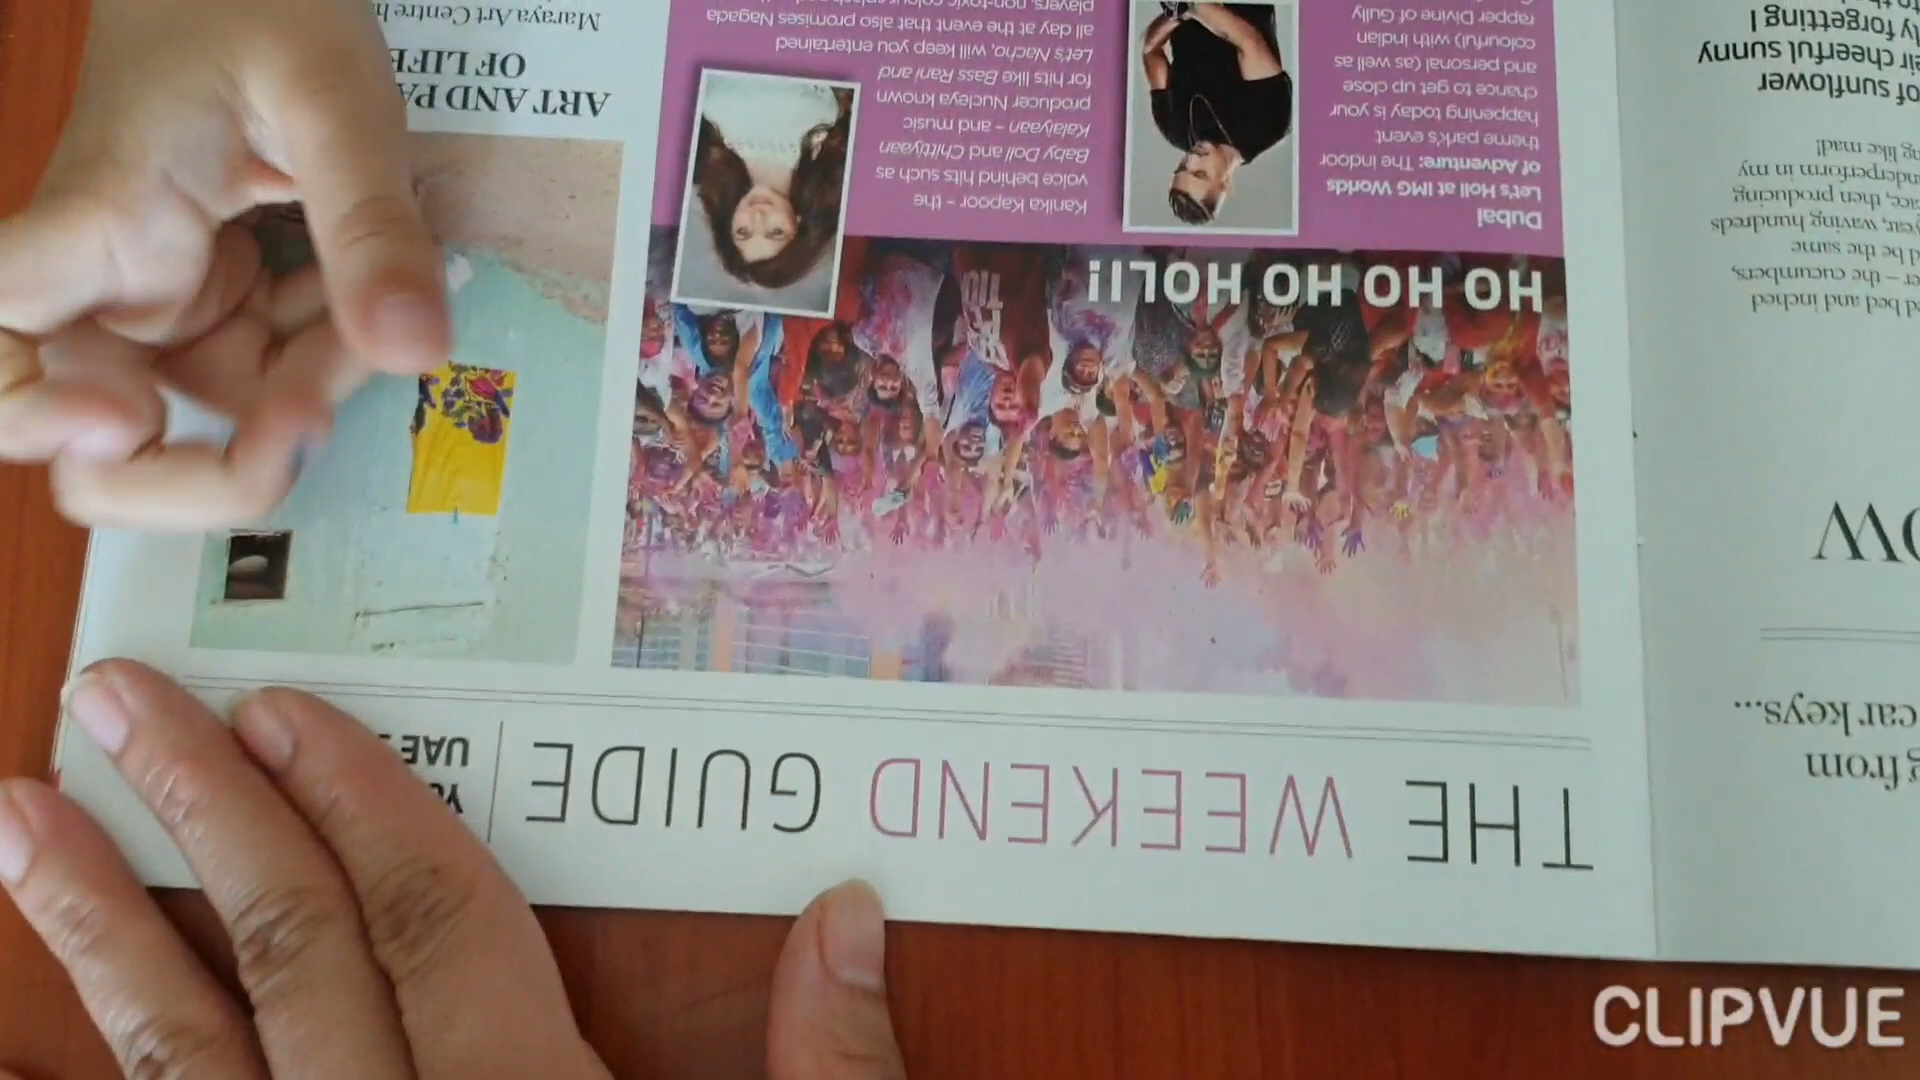 THE WEEKEND GUIDE
UAE
HO HO HO HOLI!
Dubai
Let's Holi at IMG Worlds
of Adventure: The indoor
theme park's event
happening today is your
chance to get up close
and personal (as well as
colourful) with Indian
rapper Divine of Gully
Kanika Kapoor – the
voice behind hits such as
Baby Doll and Chittiyaan
Kalaiyaan – and music
producer Nucleya known
for hits like Bass Rani and
Let's Nacho, will keep you entertained
all day at the event that also promises Nagada
players, non-toxic colour
ART AND
OF LIFE
Maraya Art Centre
from
car keys...
OW
bed and inched
– the cucumbers,
be the same
year, waving hundreds
then producing
underperform in my
like mad!
of sunflower
cheerful sunny
forgetting!
CLIPVUE